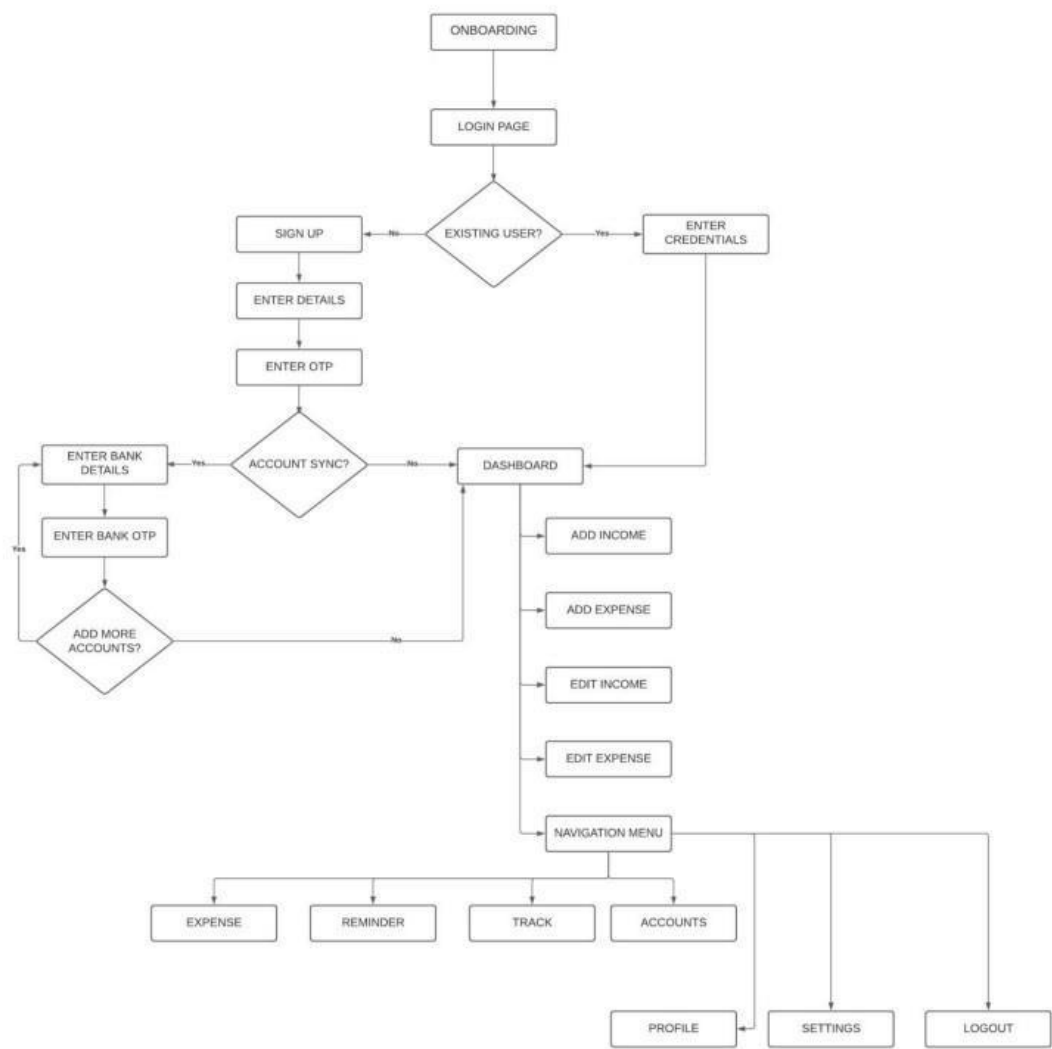 ONBOARDING
LOGIN PAGE
EXISTING USER?
No
Yes
SIGN UP
ENTER
CREDENTIALS
ENTER DETAILS
ENTER OTP
ACCOUNT SYNC?
Yes
No
ENTER BANK
DETAILS
DASHBOARD
ENTER BANK OTP
Yes
ADD MORE
ACCOUNTS?
No
ADD INCOME
ADD EXPENSE
EDIT INCOME
EDIT EXPENSE
NAVIGATION MENU
EXPENSE
REMINDER
TRACK
ACCOUNTS
PROFILE
SETTINGS
LOGOUT